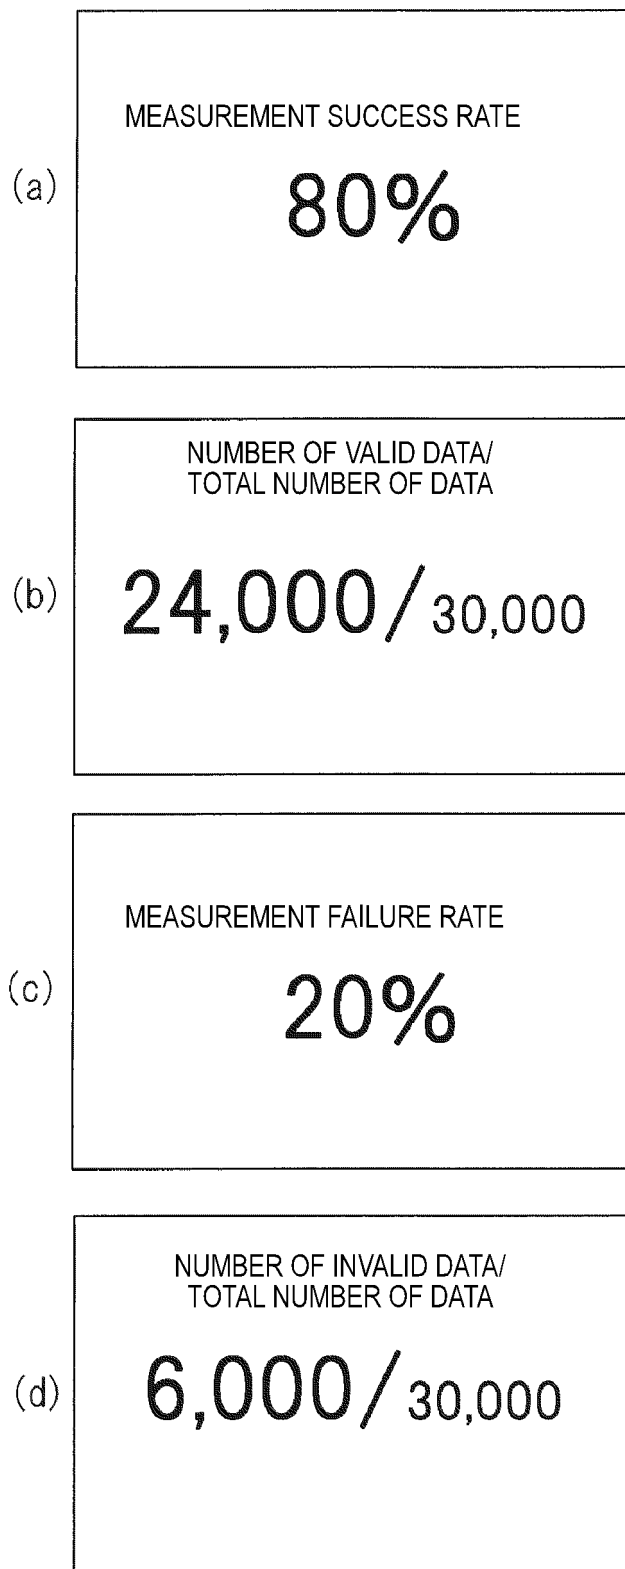 (a)
MEASUREMENT SUCCESS RATE
80%
(b)
NUMBER OF VALID DATA/
TOTAL NUMBER OF DATA
24,000/30,000
(c)
MEASUREMENT FAILURE RATE
20%
(d)
NUMBER OF INVALID DATA/
TOTAL NUMBER OF DATA
6,000/30,000